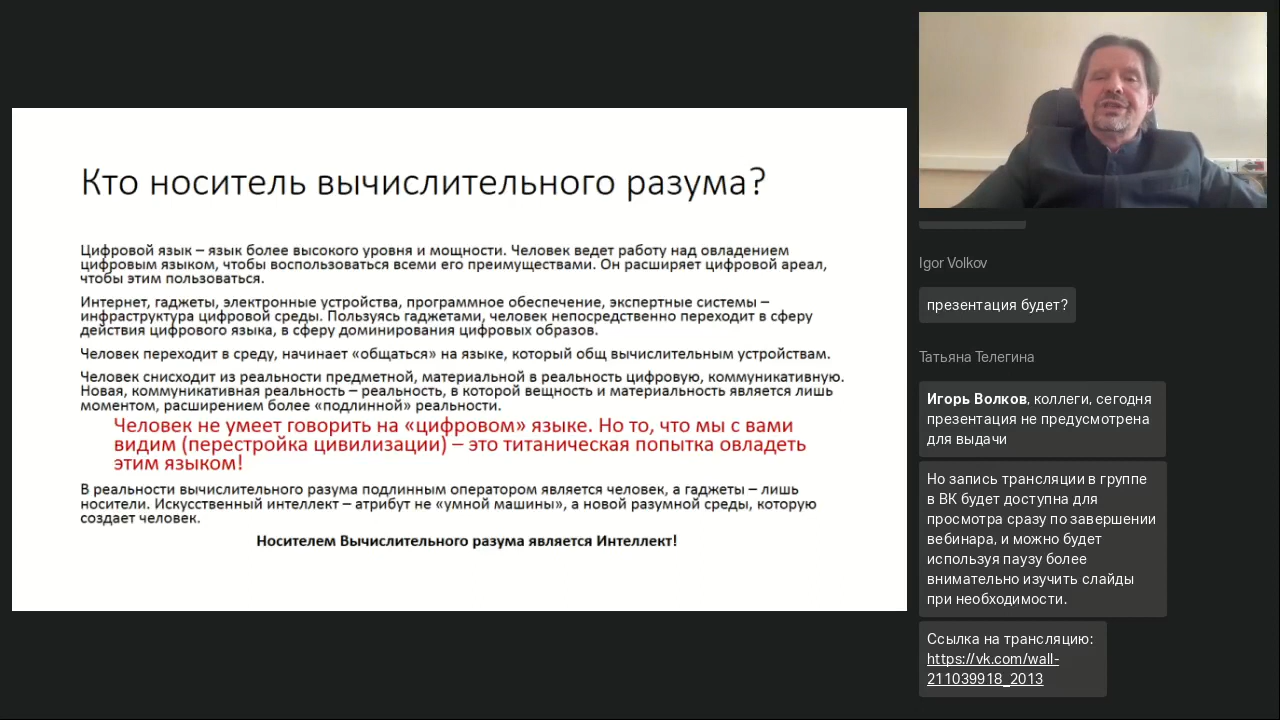 Кто носитель вычислительного разума?
Цифровой язык – язык более высокого уровня и мощности. Человек ведет работу над овладением
цифровым языком, чтобы воспользоваться всеми его преимуществами. Он расширяет цифровой ареал,
чтобы этим пользоваться.
Интернет, гаджеты, электронные устройства, программное обеспечение, экспертные системы –
инфраструктура цифровой среды. Пользуясь гаджетами, человек непосредственно переходит в сферу
действия цифрового языка, в сферу доминирования цифровых образов.
Человек переходит в среду, начинает «общаться» на языке, который общ вычислительным устройствам.
Человек снисходит из реальности предметной, материальной в реальность цифровую, коммуникативную.
Новая, коммуникативная реальность – реальность, в которой вещность и материальность является лишь
моментом, расширением более «подлинной» реальности.
Человек не умеет говорить на «цифровом» языке. Но то, что мы с вами
видим (перестройка цивилизации) – это титаническая попытка овладеть
этим языком!
В реальности вычислительного разума подлинным оператором является человек, а гаджеты – лишь
носители. Искусственный интеллект – атрибут не «умной машины», а новой разумной среды, которую
создает человек.
Носителем Вычислительного разума является Интеллект!
Igor Volkov
презентация будет?
Татьяна Телегина
Игорь Волков, коллеги, сегодня
презентация не предусмотрена
для выдачи
Но запись трансляции в группе
в ВК будет доступна для
просмотра сразу по завершении
вебинара, и можно будет
используя паузу более
внимательно изучить слайды
при необходимости.
Ссылка на трансляцию:
https://vk.com/wall-
211039918_2013